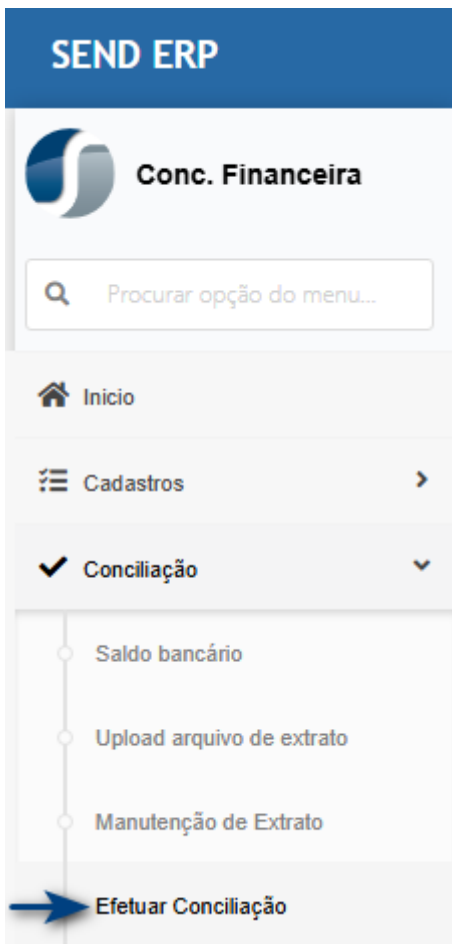 SEND ERP
Conc. Financeira
Procurar opção do menu...
Inicio
Cadastros
Conciliação
Saldo bancário
Upload arquivo de extrato
Manutenção de Extrato
Efetuar Conciliação